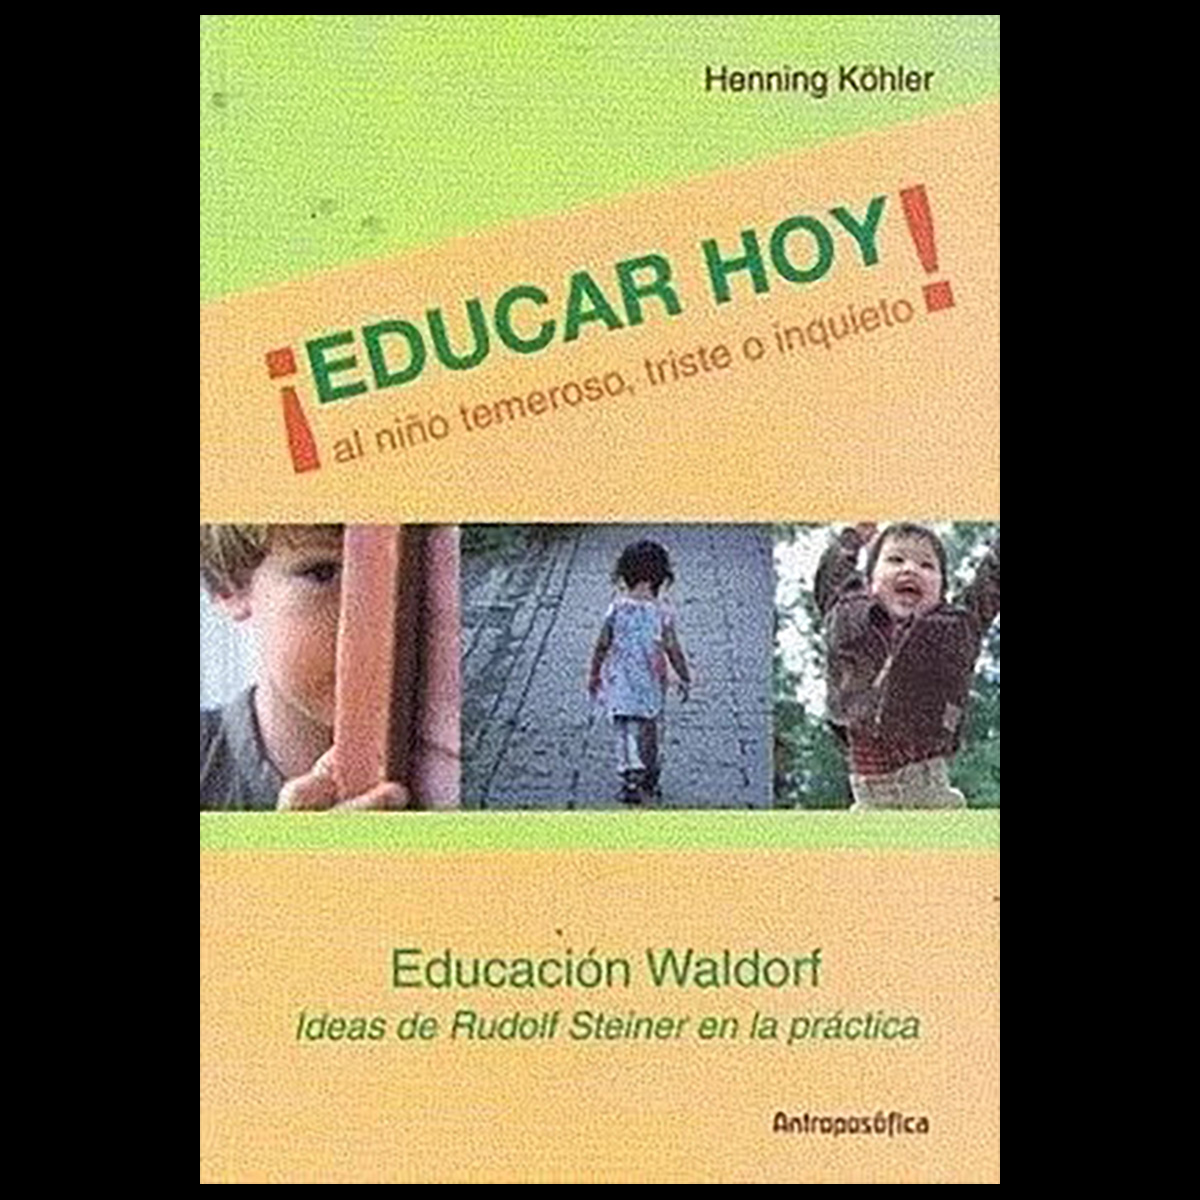 Henning Köhler
¡EDUCAR HOY!
al niño temeroso, triste o inquieto
Educación Waldorf
Ideas de Rudolf Steiner en la práctica
Antroposófica